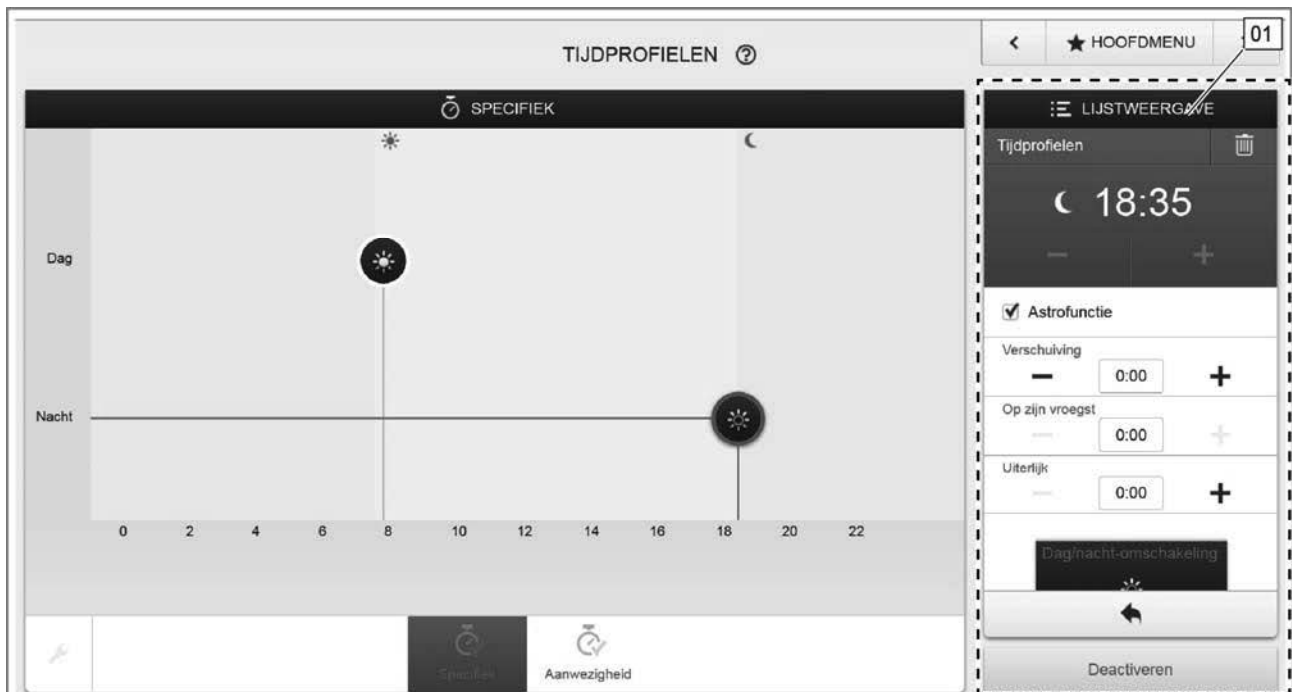 TIJDPROFIELEN ?
HOOFDMENU
01
SPECIFIEK
LIJSTWEERGAVE
Tijdprofielen
18:35
Dag
Nacht
0 2 4 6 8 10 12 14 16 18 20 22
Astrofunctie
Verschuiving
0:00
Op zijn vroegst
0:00
Uiterlijk
0:00
Dag/nacht-omschakeling
Specifiek
Aanwezigheid
Deactiveren